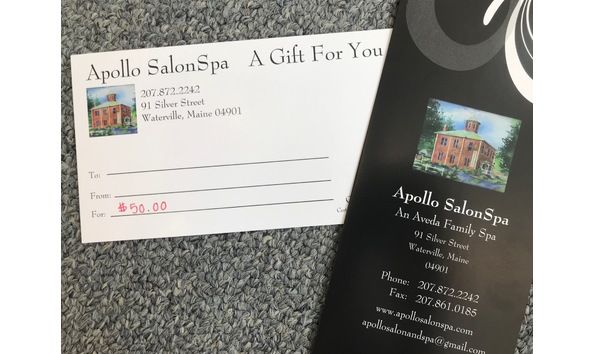 Apollo SalonSpa A Gift For You
207.872.2242
91 Silver Street
Waterville, Maine 04901
To:
From:
For: $50.00
Apollo SalonSpa
An Aveda Family Spa
91 Silver Street
Waterville, Maine
04901
Phone: 207.872.2242
Fax: 207.861.0185
www.apollosalonspa.com
apollosalonandspa@gmail.com